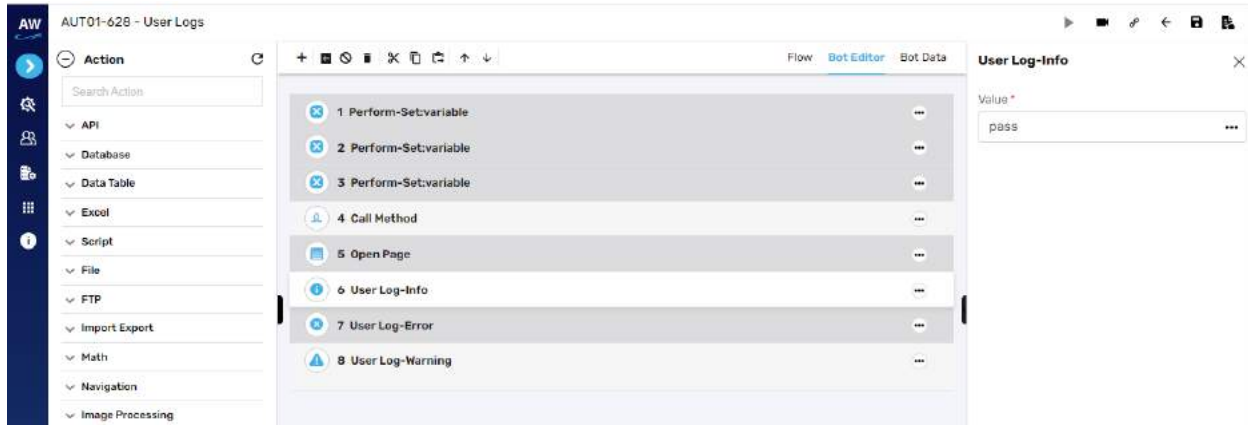 AW
AUT01-628 - User Logs
Action
Search Action
API
Database
Data Table
Excel
Script
File
FTP
Import Export
Math
Navigation
Image Processing
Flow Bot Editor Bot Data
1 Perform-Set:variable
2 Perform-Set:variable
3 Perform-Set:variable
4 Call Method
5 Open Page
6 User Log-Info
7 User Log-Error
8 User Log-Warning
User Log-Info
Value *
pass